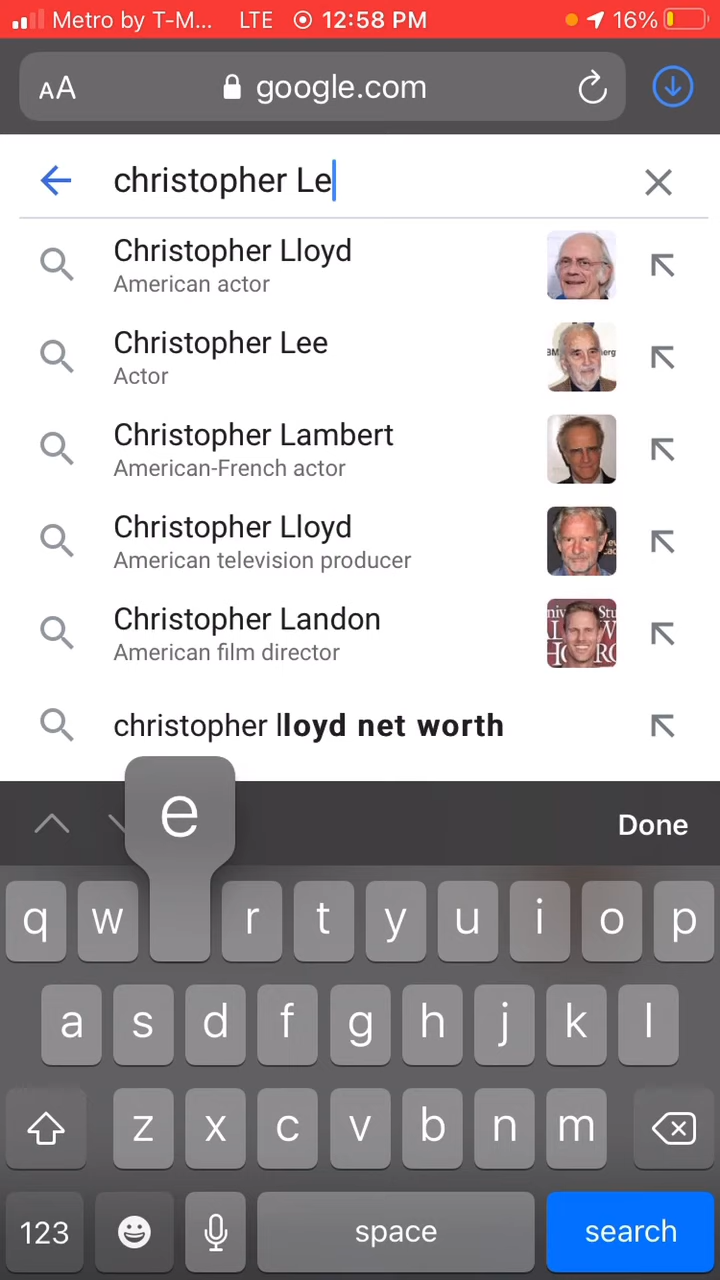 Metro by T-M... LTE 12:58 PM 16%
AA google.com
christopher Le
Christopher Lloyd
American actor
Christopher Lee
Actor
Christopher Lambert
American-French actor
Christopher Lloyd
American television producer
Christopher Landon
American film director
christopher lloyd net worth
e
Done
q w r t y u i o p
a s d f g h j k l
z x c v b n m
123 space search